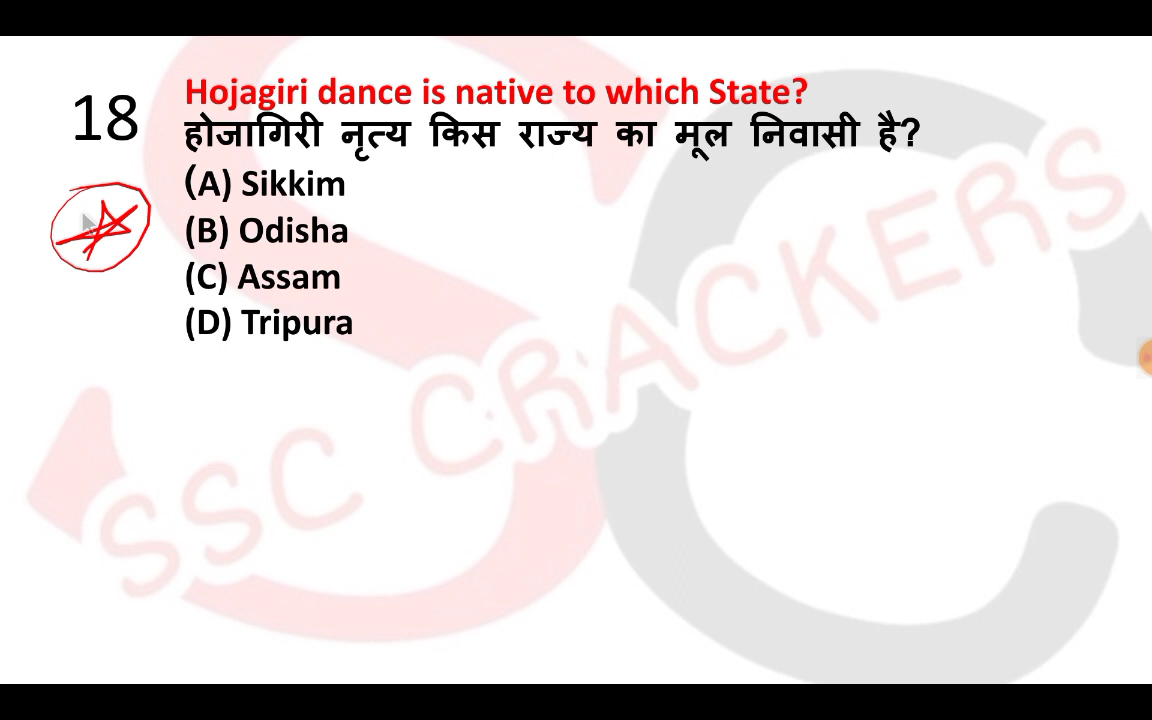 18
Hojagiri dance is native to which State?
होजागिरी नृत्य किस राज्य का मूल निवासी है?
(A) Sikkim
(B) Odisha
(C) Assam
(D) Tripura
SSC CRACKERS